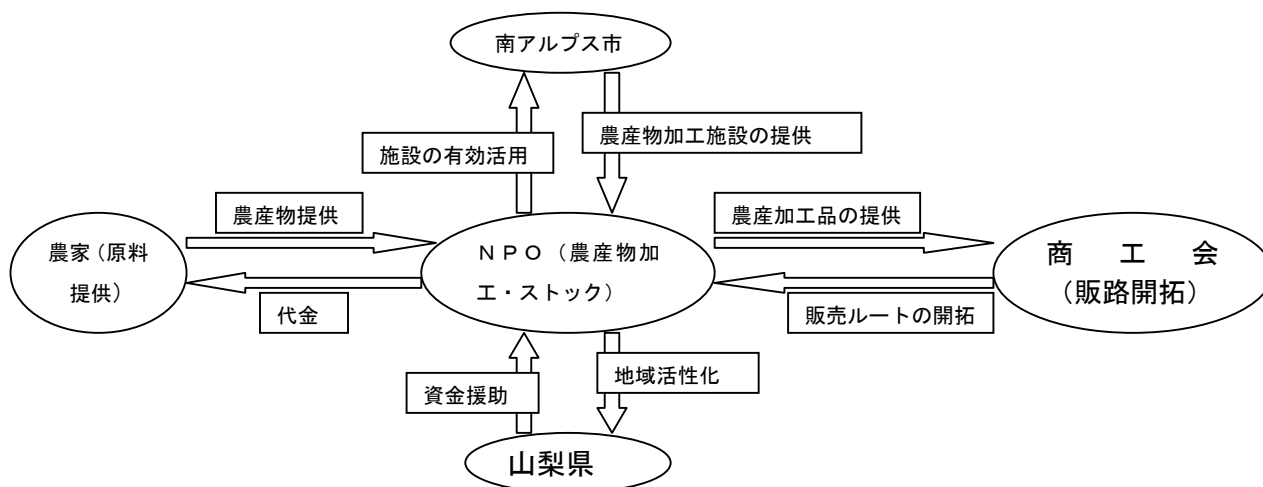 南アルプス市
農産物加工施設の提供
施設の有効活用
農産物提供
農産加工品の提供
農家（原料
提供）
ＮＰＯ（農産物加
工・ストック）
商 工 会
（販路開拓）
代金
販売ルートの開拓
地域活性化
資金援助
山梨県